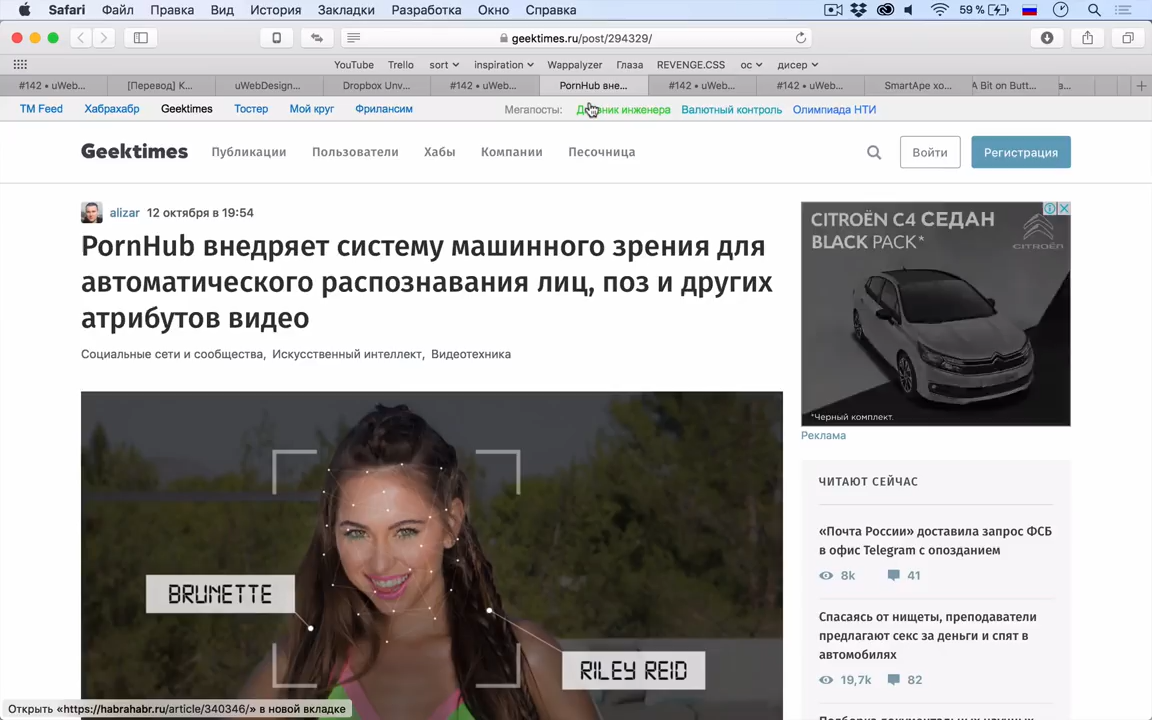 Safari Файл Правка Вид История Закладки Разработка Окно Справка 59 %
geektimes.ru/post/294329/
YouTube Trello sort inspiration Wappalyzer Глаза REVENGE.CSS ос дисер
#142 • uWeb... [Перевод] К... uWebDesign... Dropbox Unv... #142 • uWeb... PornHub вне... #142 • uWeb... #142 • uWeb... SmartApe хо... A Bit on Butt...
TM Feed Хабрахабр Geektimes Тостер Мой круг Фрилансим Мегапосты: инженера Валютный контроль Олимпиада НТИ
Geektimes Публикации Пользователи Хабы Компании Песочница Войти Регистрация
alizar 12 октября в 19:54
PornHub внедряет систему машинного зрения для
автоматического распознавания лиц, поз и других
атрибутов видео
Социальные сети и сообщества, Искусственный интеллект, Видеотехника
BRUNETTE
RILEY REID
CITROËN C4 СЕДАН
BLACK PACK*
CITROËN
*Черный комплект.
Реклама
ЧИТАЮТ СЕЙЧАС
«Почта России» доставила запрос ФСБ
в офис Telegram с опозданием
8k 41
Спасаясь от нищеты, преподаватели
предлагают секс за деньги и спят в
автомобилях
19,7k 82
Открыть «https://habrahabr.ru/article/340346/» в новой вкладке